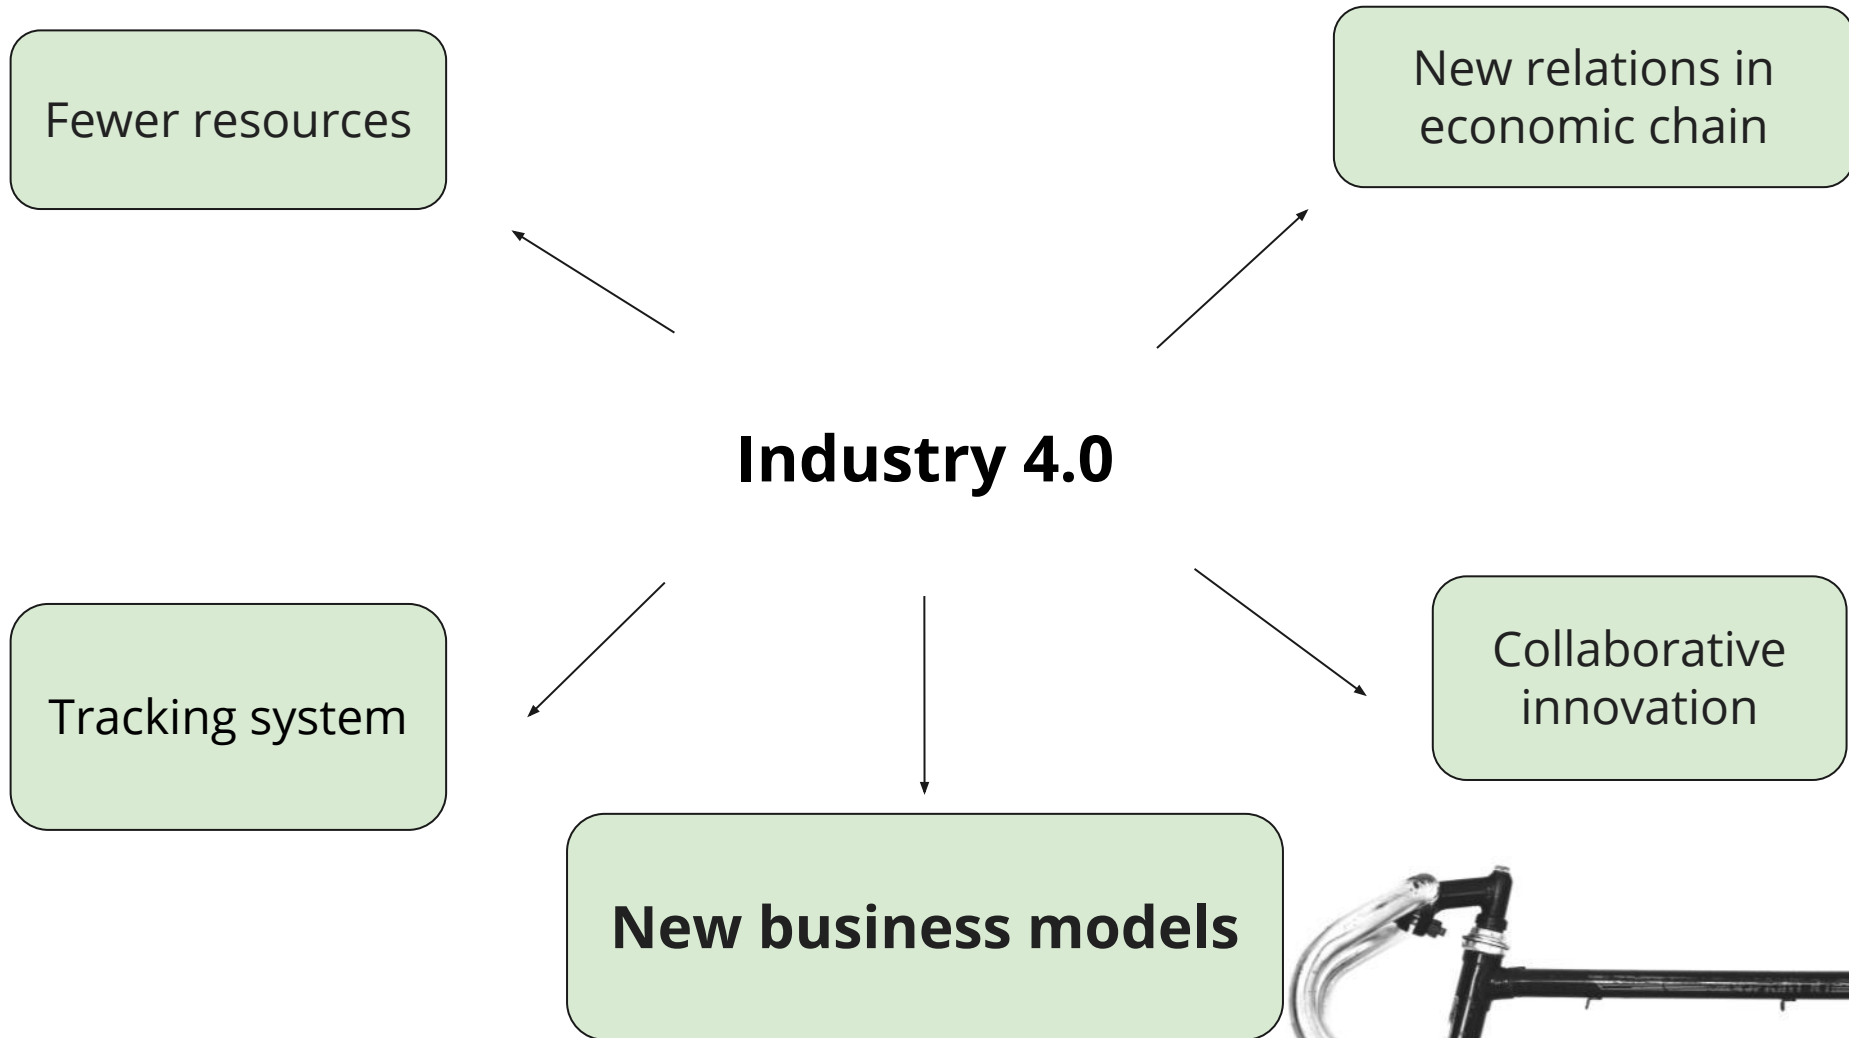 Fewer resources
New relations in
economic chain
Industry 4.0
Tracking system
Collaborative
innovation
New business models